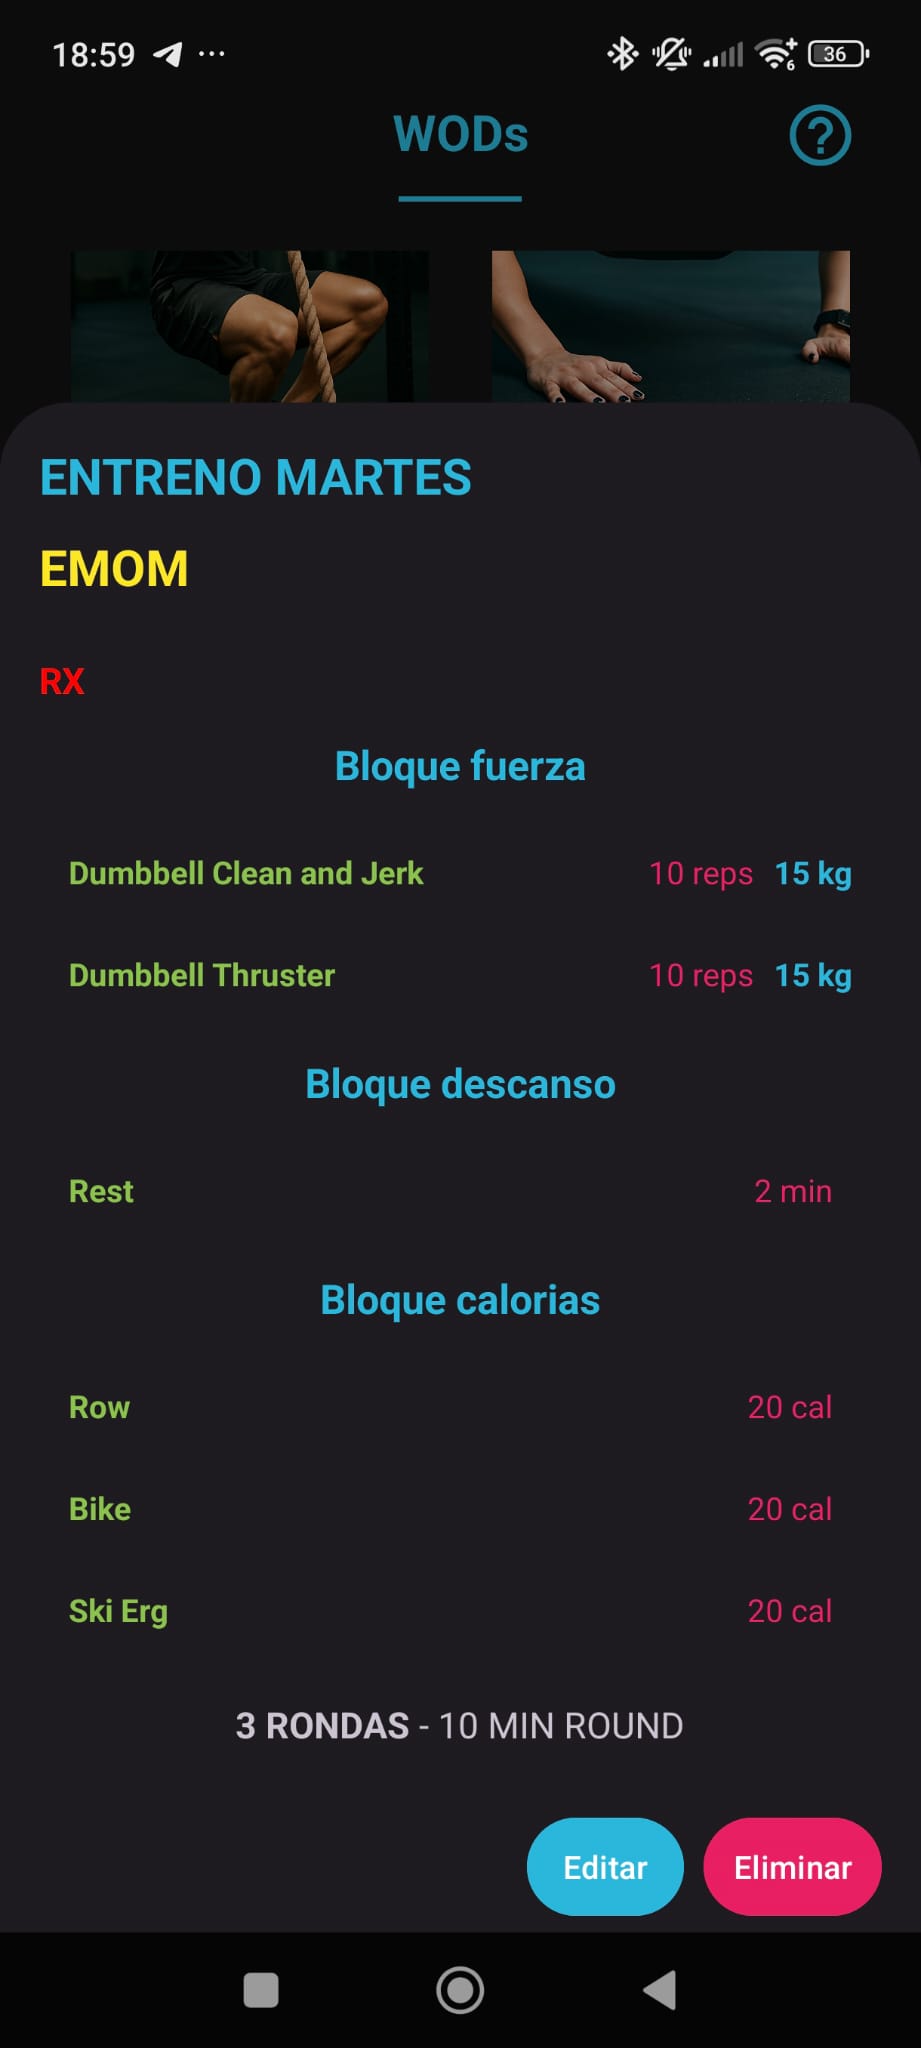 18:59
36
WODs
ENTRENO MARTES
EMOM
RX
Bloque fuerza
Dumbbell Clean and Jerk 10 reps 15 kg
Dumbbell Thruster 10 reps 15 kg
Bloque descanso
Rest 2 min
Bloque calorias
Row 20 cal
Bike 20 cal
Ski Erg 20 cal
3 RONDAS - 10 MIN ROUND
Editar Eliminar